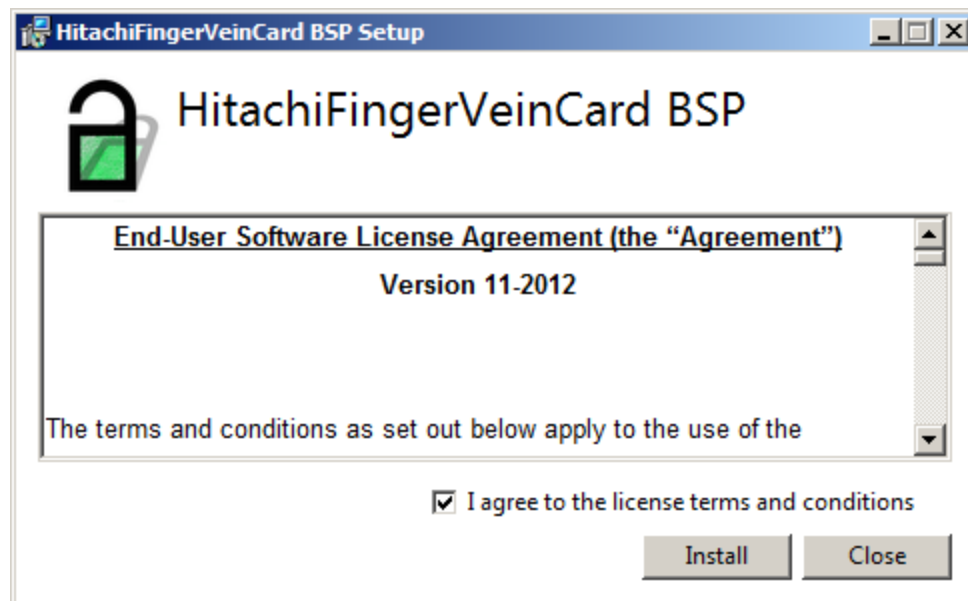 HitachiFingerVeinCard BSP Setup
HitachiFingerVeinCard BSP
End-User Software License Agreement (the “Agreement”)
Version 11-2012
The terms and conditions as set out below apply to the use of the
I agree to the license terms and conditions
Install Close